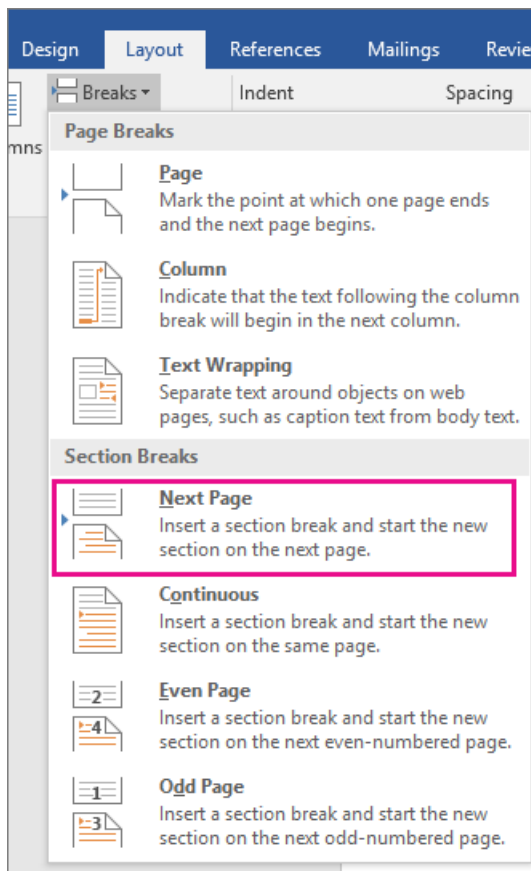 Design Layout References Mailings Revie
Breaks Indent Spacing
mns
Page Breaks
Page
Mark the point at which one page ends
and the next page begins.
Column
Indicate that the text following the column
break will begin in the next column.
Text Wrapping
Separate text around objects on web
pages, such as caption text from body text.
Section Breaks
Next Page
Insert a section break and start the new
section on the next page.
Continuous
Insert a section break and start the new
section on the same page.
2
4
Even Page
Insert a section break and start the new
section on the next even-numbered page.
1
3
Odd Page
Insert a section break and start the new
section on the next odd-numbered page.